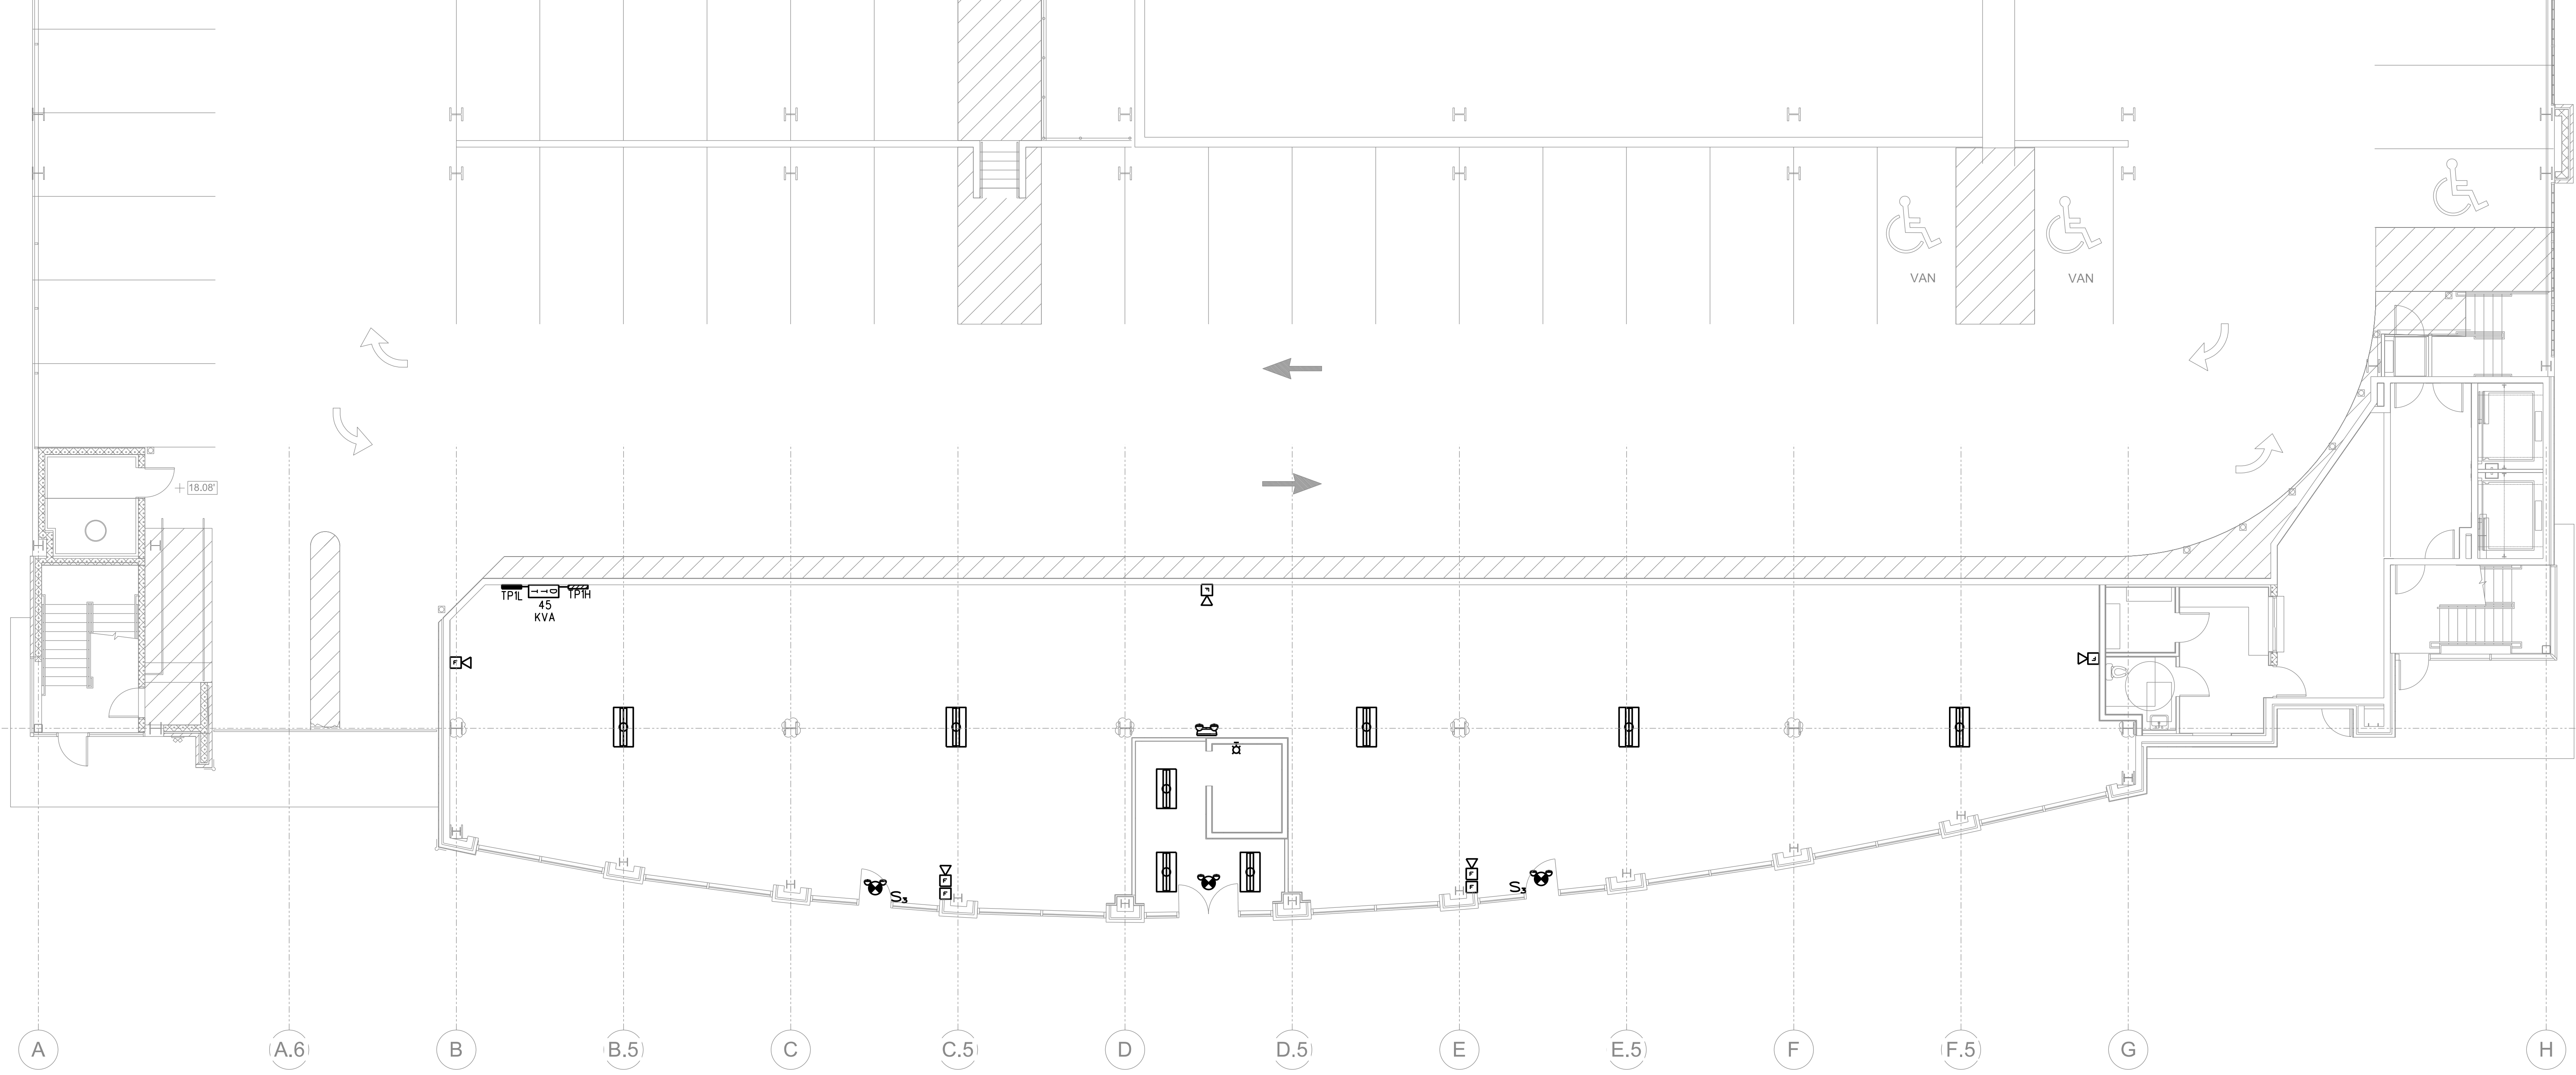 VAN VAN
18.08'
TP1L T T D TP1H
45
KVA
F
F
F
F
F
F
F
S3
S3
A A.6 B B.5 C C.5 D D.5 E E.5 F F.5 G H